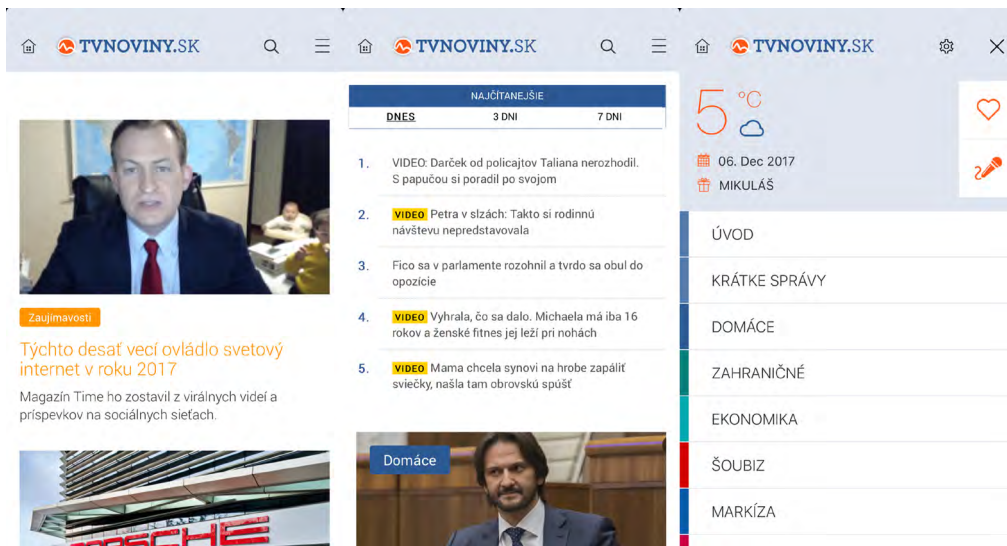 TVNOVINY.SK
Zaujímavosti
Týchto desať vecí ovládlo svetový
internet v roku 2017
Magazín Time ho zostavil z virálnych videí a
príspevkov na sociálnych sieťach.
PORSCHE
TVNOVINY.SK
NAJČÍTANEJŠIE
DNES 3 DNI 7 DNI
1. VIDEO: Darček od policajtov Taliana nerozhodil.
S papučou si poradil po svojom
2. VIDEO Petra v slzách: Takto si rodinnú
návštevu nepredstavovala
3. Fico sa v parlamente rozohnil a tvrdo sa obul do
opozície
4. VIDEO Vyhrala, čo sa dalo. Michaela má iba 16
rokov a ženské fitnes jej leží pri nohách
5. VIDEO Mama chcela synovi na hrobe zapáliť
sviečky, našla tam obrovskú spúšť
Domáce
TVNOVINY.SK
5 °C
06. Dec 2017
MIKULÁŠ
ÚVOD
KRÁTKE SPRÁVY
DOMÁCE
ZAHRANIČNÉ
EKONOMIKA
ŠOUBIZ
MARKÍZA